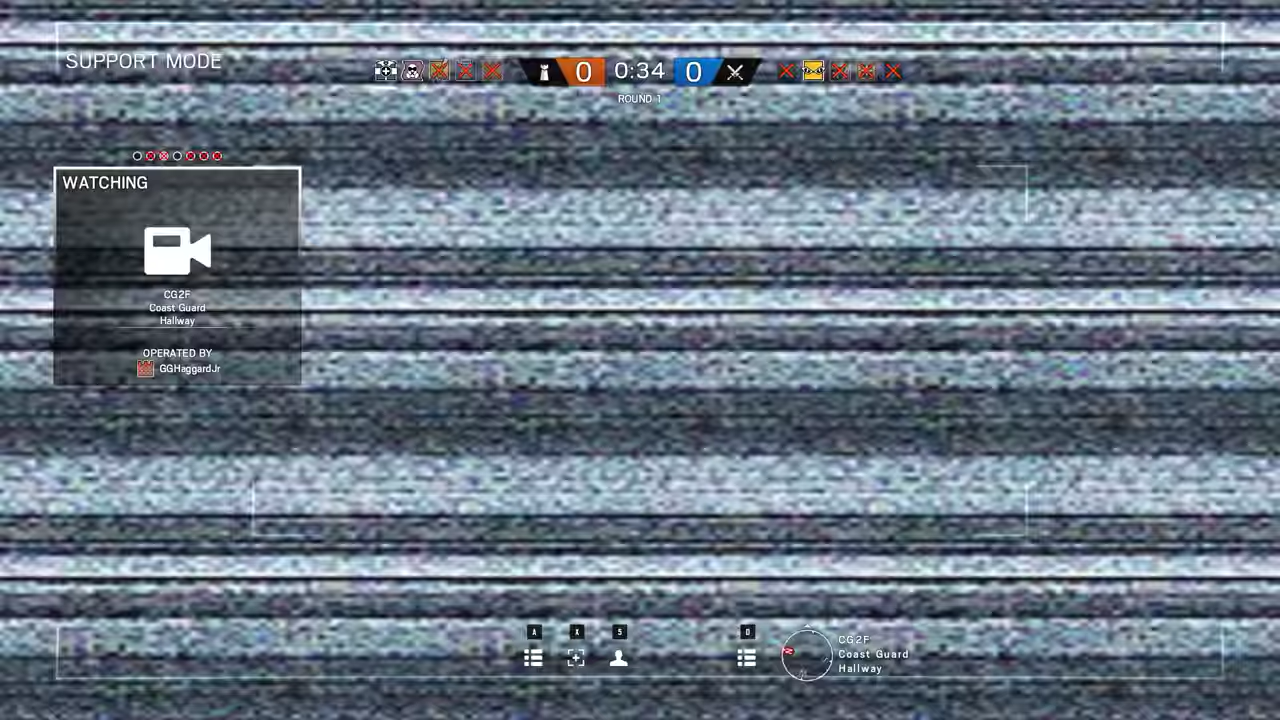 SUPPORT MODE
0 0:34 0
ROUND 1
WATCHING
CG2F
Coast Guard
Hallway
OPERATED BY
GGHaggardJr
A X S D
CG2F
Coast Guard
Hallway